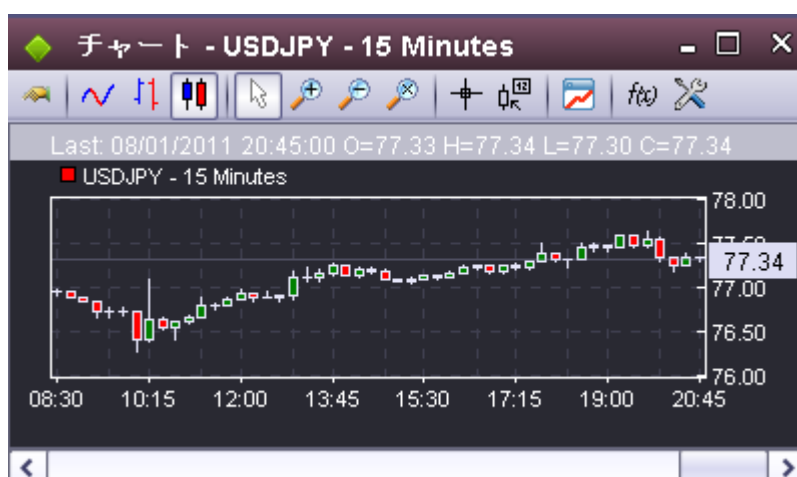 チャート - USDJPY - 15 Minutes
12
f(x)
Last: 08/01/2011 20:45:00 O=77.33 H=77.34 L=77.30 C=77.34
USDJPY - 15 Minutes
78.00
77.34
77.00
76.50
76.00
08:30 10:15 12:00 13:45 15:30 17:15 19:00 20:45